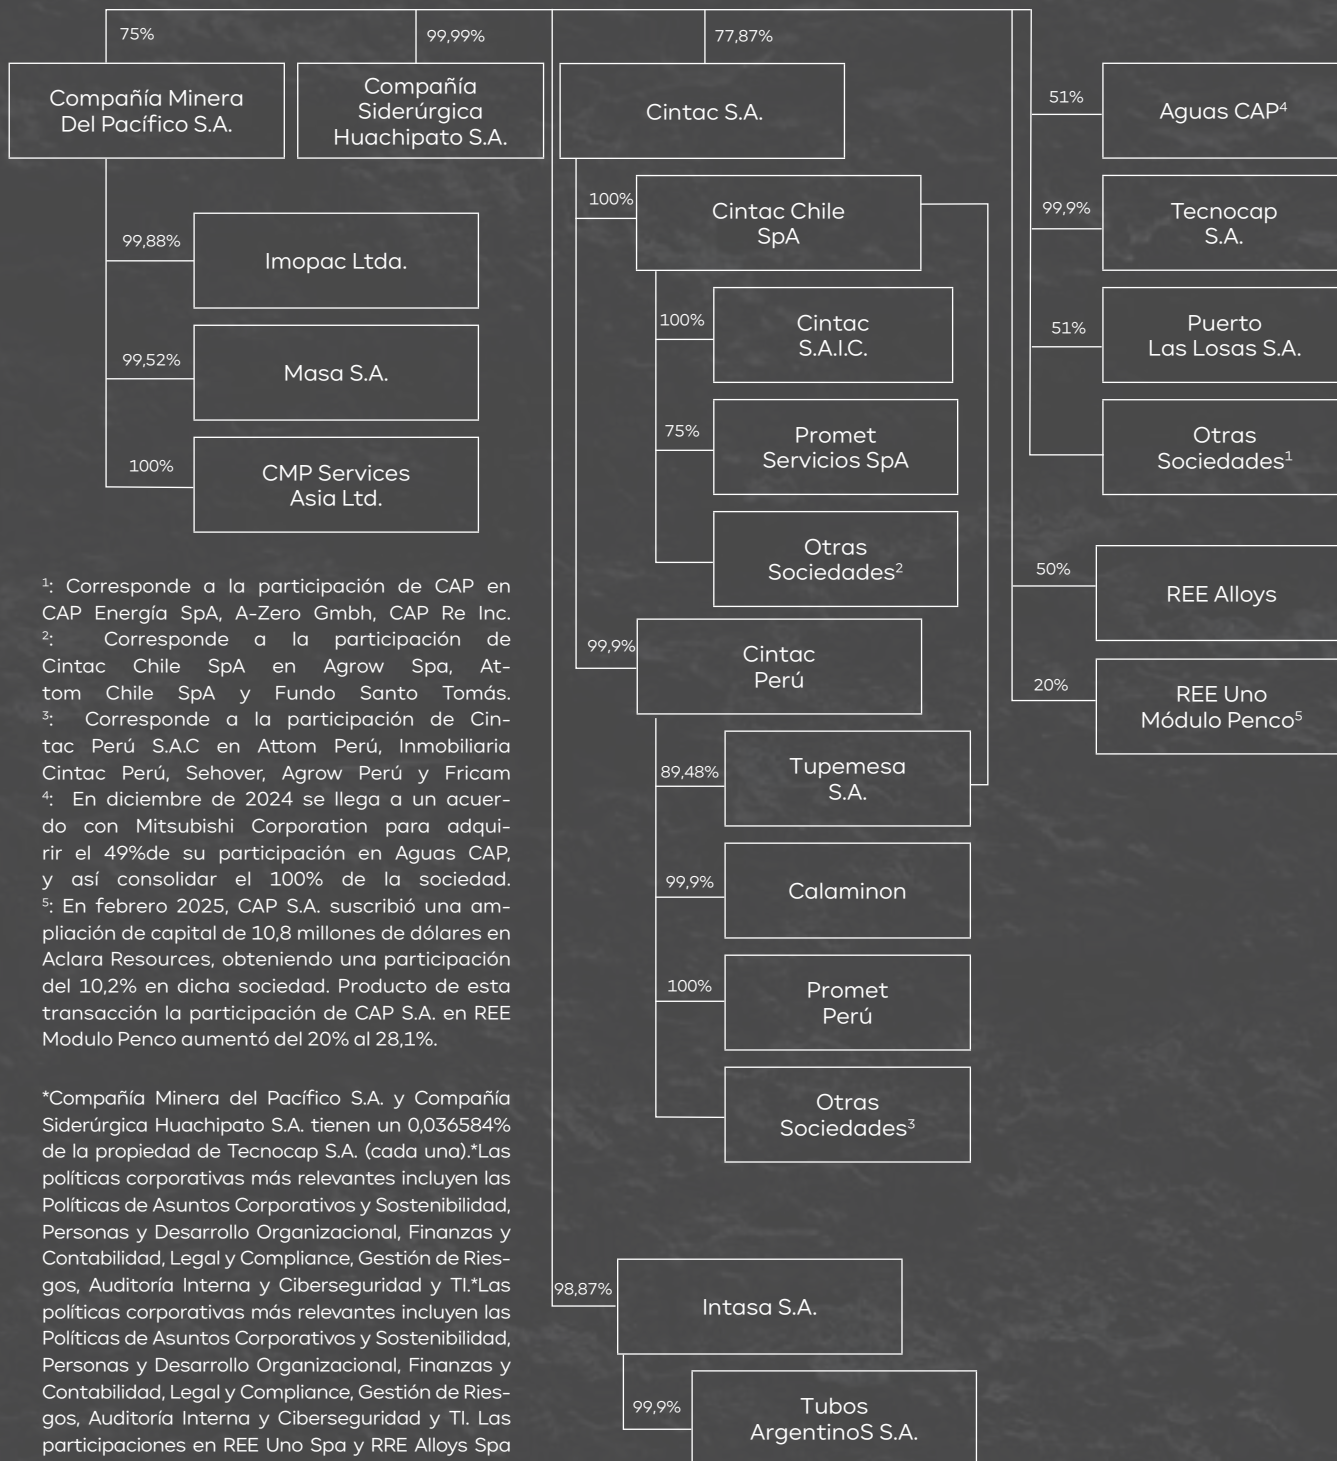 75%
99,99%
77,87%
Compañía Minera
Del Pacífico S.A.
Compañía
Siderúrgica
Huachipato S.A.
Cintac S.A.
51%
Aguas CAP⁴
100%
Cintac Chile
SpA
99,9%
Tecnocap
S.A.
99,88%
Imopac Ltda.
100%
Cintac
S.A.I.C.
51%
Puerto
Las Losas S.A.
99,52%
Masa S.A.
75%
Promet
Servicios SpA
Otras
Sociedades¹
100%
CMP Services
Asia Ltd.
Otras
Sociedades²
50%
REE Alloys
99,9%
Cintac
Perú
20%
REE Uno
Módulo Penco⁵
89,48%
Tupemesa
S.A.
99,9%
Calaminon
100%
Promet
Perú
Otras
Sociedades³
98,87%
Intasa S.A.
99,9%
Tubos
ArgentinoS S.A.
¹: Corresponde a la participación de CAP en
CAP Energía SpA, A-Zero Gmbh, CAP Re Inc.
²: Corresponde a la participación de
Cintac Chile SpA en Agrow Spa, At-
tom Chile SpA y Fundo Santo Tomás.
³: Corresponde a la participación de Cin-
tac Perú S.A.C en Attom Perú, Inmobiliaria
Cintac Perú, Sehover, Agrow Perú y Fricam
⁴: En diciembre de 2024 se llega a un acuer-
do con Mitsubishi Corporation para adqui-
rir el 49%de su participación en Aguas CAP,
y así consolidar el 100% de la sociedad.
⁵: En febrero 2025, CAP S.A. suscribió una am-
pliación de capital de 10,8 millones de dólares en
Aclara Resources, obteniendo una participación
del 10,2% en dicha sociedad. Producto de esta
transacción la participación de CAP S.A. en REE
Modulo Penco aumentó del 20% al 28,1%.
*Compañía Minera del Pacífico S.A. y Compañía
Siderúrgica Huachipato S.A. tienen un 0,036584%
de la propiedad de Tecnocap S.A. (cada una).*Las
políticas corporativas más relevantes incluyen las
Políticas de Asuntos Corporativos y Sostenibilidad,
Personas y Desarrollo Organizacional, Finanzas y
Contabilidad, Legal y Compliance, Gestión de Ries-
gos, Auditoría Interna y Ciberseguridad y TI.*Las
políticas corporativas más relevantes incluyen las
Políticas de Asuntos Corporativos y Sostenibilidad,
Personas y Desarrollo Organizacional, Finanzas y
Contabilidad, Legal y Compliance, Gestión de Ries-
gos, Auditoría Interna y Ciberseguridad y TI. Las
participaciones en REE Uno Spa y RRE Alloys Spa